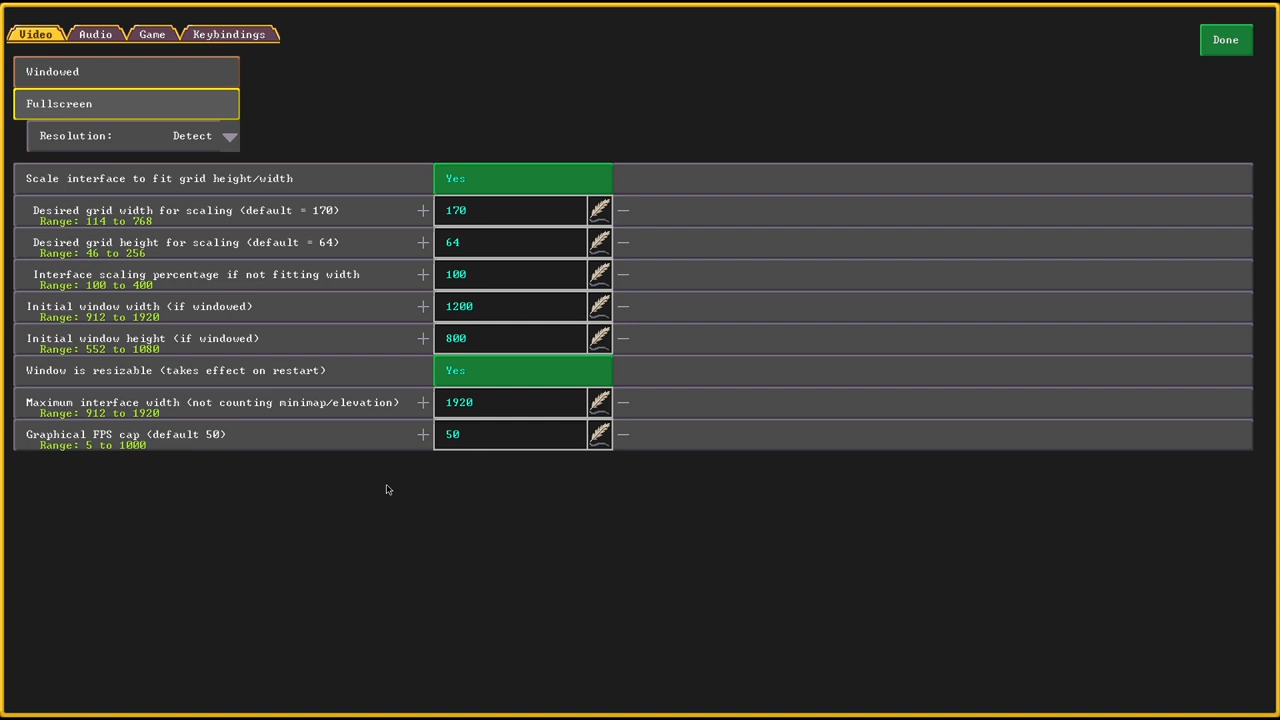 Video Audio Game Keybindings
Done
Windowed
Fullscreen
Resolution: Detect
Scale interface to fit grid height/width Yes
Desired grid width for scaling (default = 170) + 170 —
Range: 114 to 768
Desired grid height for scaling (default = 64) + 64 —
Range: 46 to 256
Interface scaling percentage if not fitting width + 100 —
Range: 100 to 400
Initial window width (if windowed) + 1200 —
Range: 912 to 1920
Initial window height (if windowed) + 800 —
Range: 552 to 1080
Window is resizable (takes effect on restart) Yes
Maximum interface width (not counting minimap/elevation) + 1920 —
Range: 912 to 1920
Graphical FPS cap (default 50) + 50 —
Range: 5 to 1000